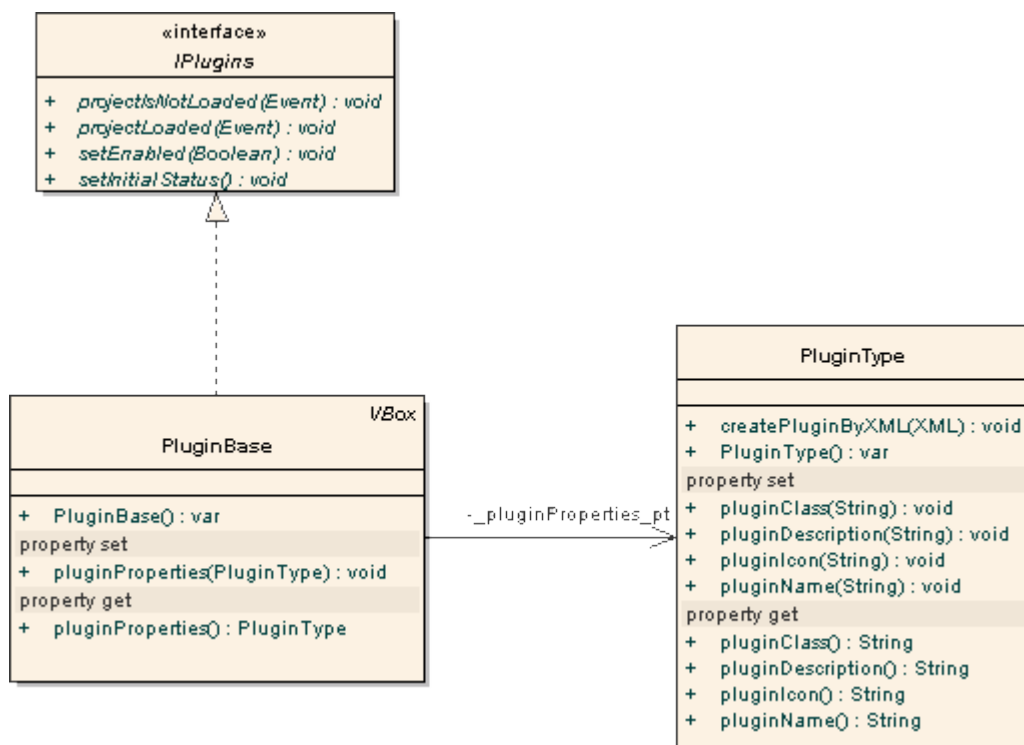 «interface»
IPlugins
+ projectIsNotLoaded(Event) : void
+ projectLoaded(Event) : void
+ setEnabled(Boolean) : void
+ setInitialStatus() : void
VBox
PluginBase
+ PluginBase() : var
property set
+ pluginProperties(PluginType) : void
property get
+ pluginProperties() : PluginType
-_pluginProperties_pt
PluginType
+ createPluginByXML(XML) : void
+ PluginType() : var
property set
+ pluginClass(String) : void
+ pluginDescription(String) : void
+ pluginIcon(String) : void
+ pluginName(String) : void
property get
+ pluginClass() : String
+ pluginDescription() : String
+ pluginIcon() : String
+ pluginName() : String